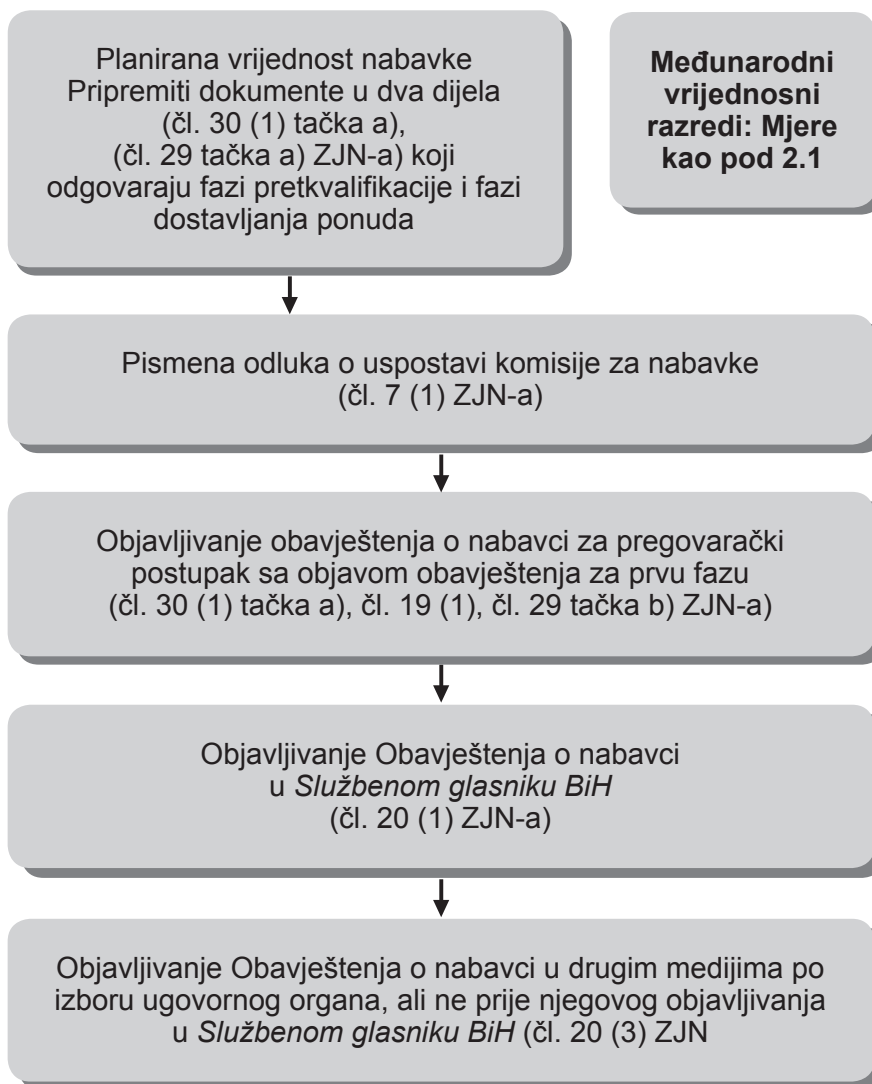 Planirana vrijednost nabavke
Pripremiti dokumente u dva dijela
(čl. 30 (1) tačka a),
(čl. 29 tačka a) ZJN-a) koji
odgovaraju fazi pretkvalifikacije i fazi
dostavljanja ponuda
Međunarodni
vrijednosni
razredi: Mjere
kao pod 2.1
Pismena odluka o uspostavi komisije za nabavke
(čl. 7 (1) ZJN-a)
Objavljivanje obavještenja o nabavci za pregovarački
postupak sa objavom obavještenja za prvu fazu
(čl. 30 (1) tačka a), čl. 19 (1), čl. 29 tačka b) ZJN-a)
Objavljivanje Obavještenja o nabavci
u Službenom glasniku BiH
(čl. 20 (1) ZJN-a)
Objavljivanje Obavještenja o nabavci u drugim medijima po
izboru ugovornog organa, ali ne prije njegovog objavljivanja
u Službenom glasniku BiH (čl. 20 (3) ZJN